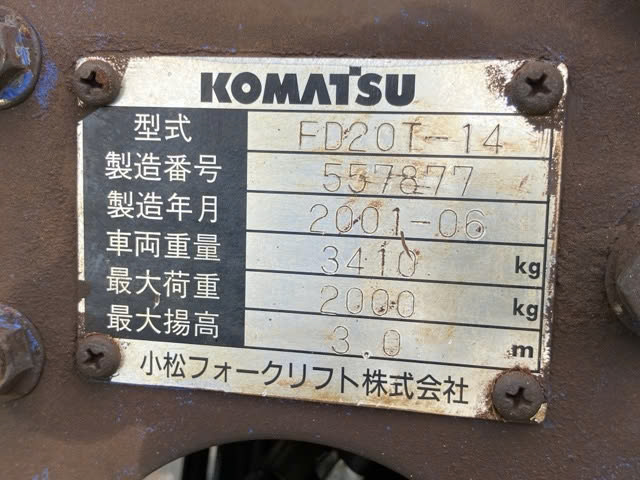 KOMATSU
型式 FD20T-14
製造番号 557877
製造年月 2001-06
車両重量 3410 kg
最大荷重 2000 kg
最大揚高 3.0 m
小松フォークリフト株式会社